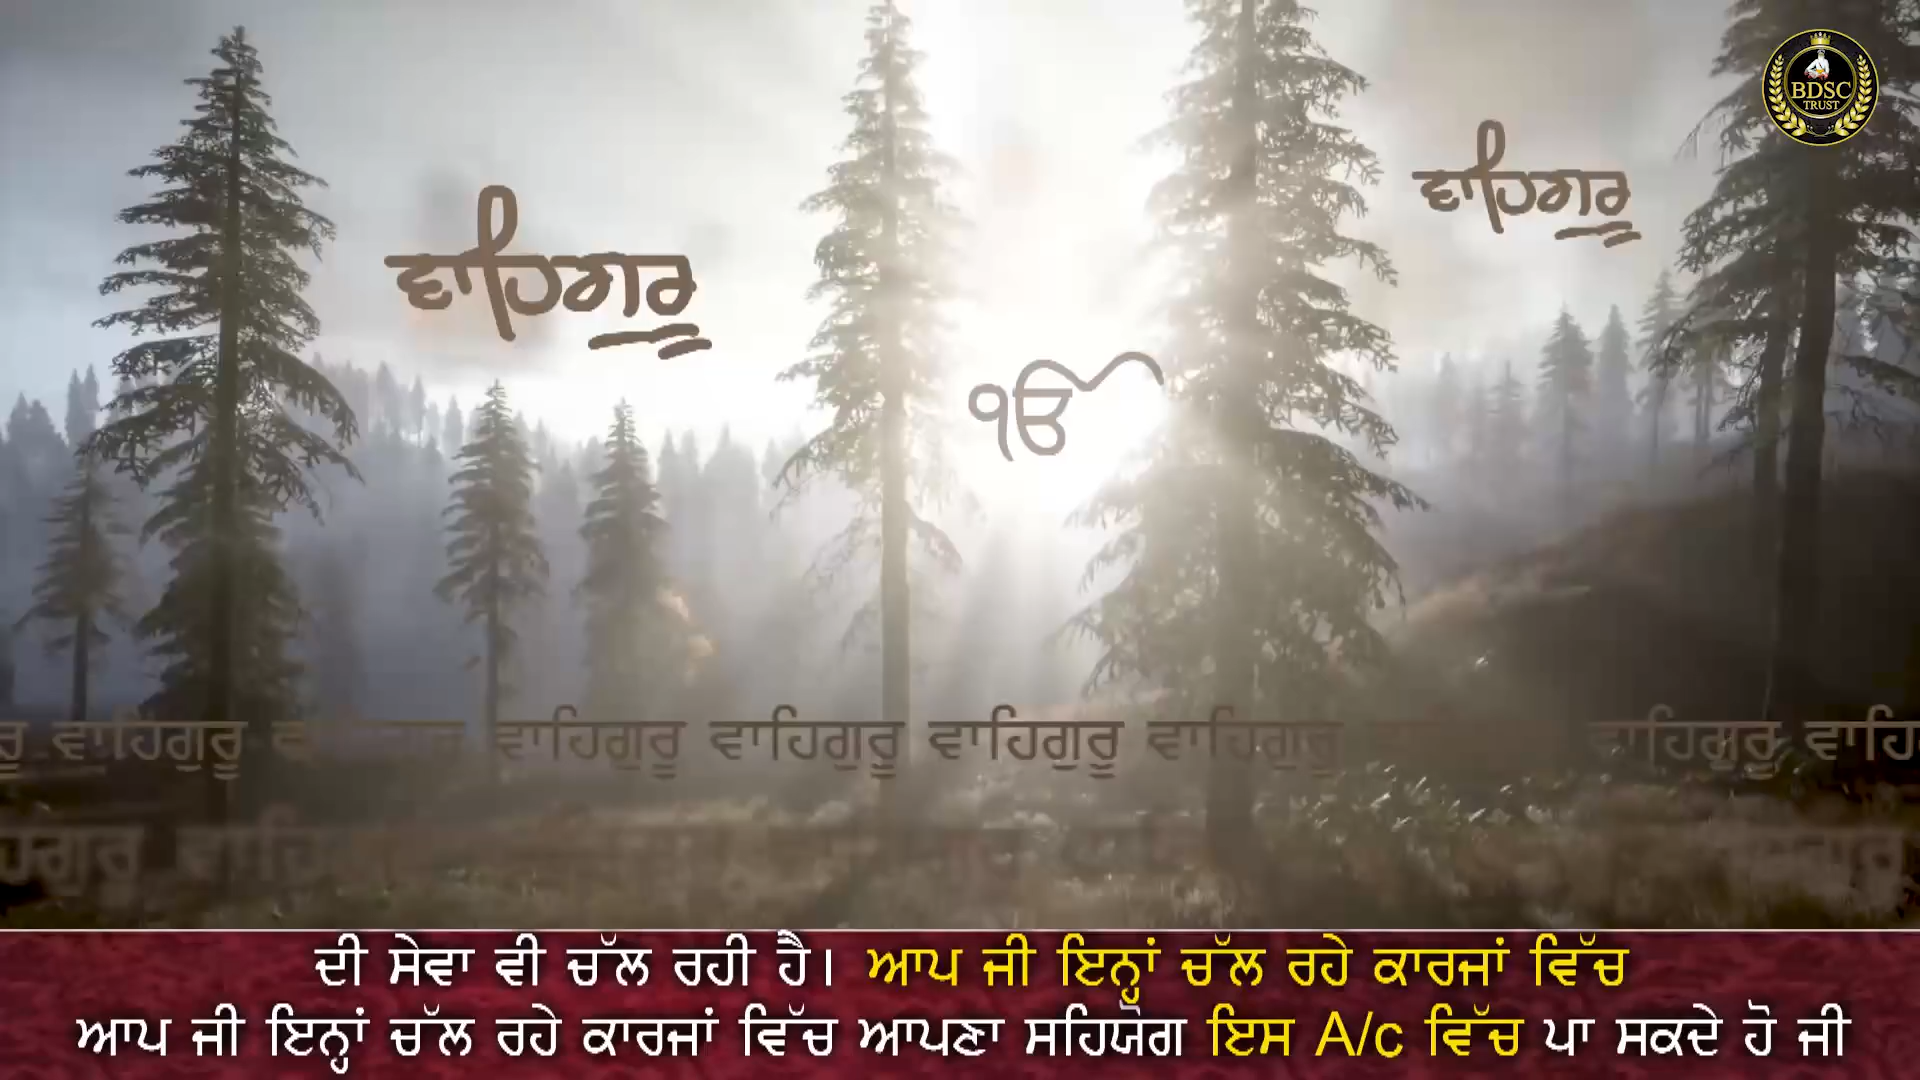 BDSC
TRUST
ਵਾਹਿਗੁਰੂ
ਵਾਹਿਗੁਰੂ
ੴ
ਵਾਹਿਗੁਰੂ ਵਾਹਿਗੁਰੂ ਵਾਹਿਗੁਰੂ ਵਾਹਿਗੁਰੂ ਵਾਹਿਗੁਰੂ ਵਾਹਿਗੁਰੂ
ਦੀ ਸੇਵਾ ਵੀ ਚੱਲ ਰਹੀ ਹੈ। ਆਪ ਜੀ ਇਨ੍ਹਾਂ ਚੱਲ ਰਹੇ ਕਾਰਜਾਂ ਵਿੱਚ
ਆਪ ਜੀ ਇਨ੍ਹਾਂ ਚੱਲ ਰਹੇ ਕਾਰਜਾਂ ਵਿੱਚ ਆਪਣਾ ਸਹਿਯੋਗ ਇਸ A/c ਵਿੱਚ ਪਾ ਸਕਦੇ ਹੋ ਜੀ